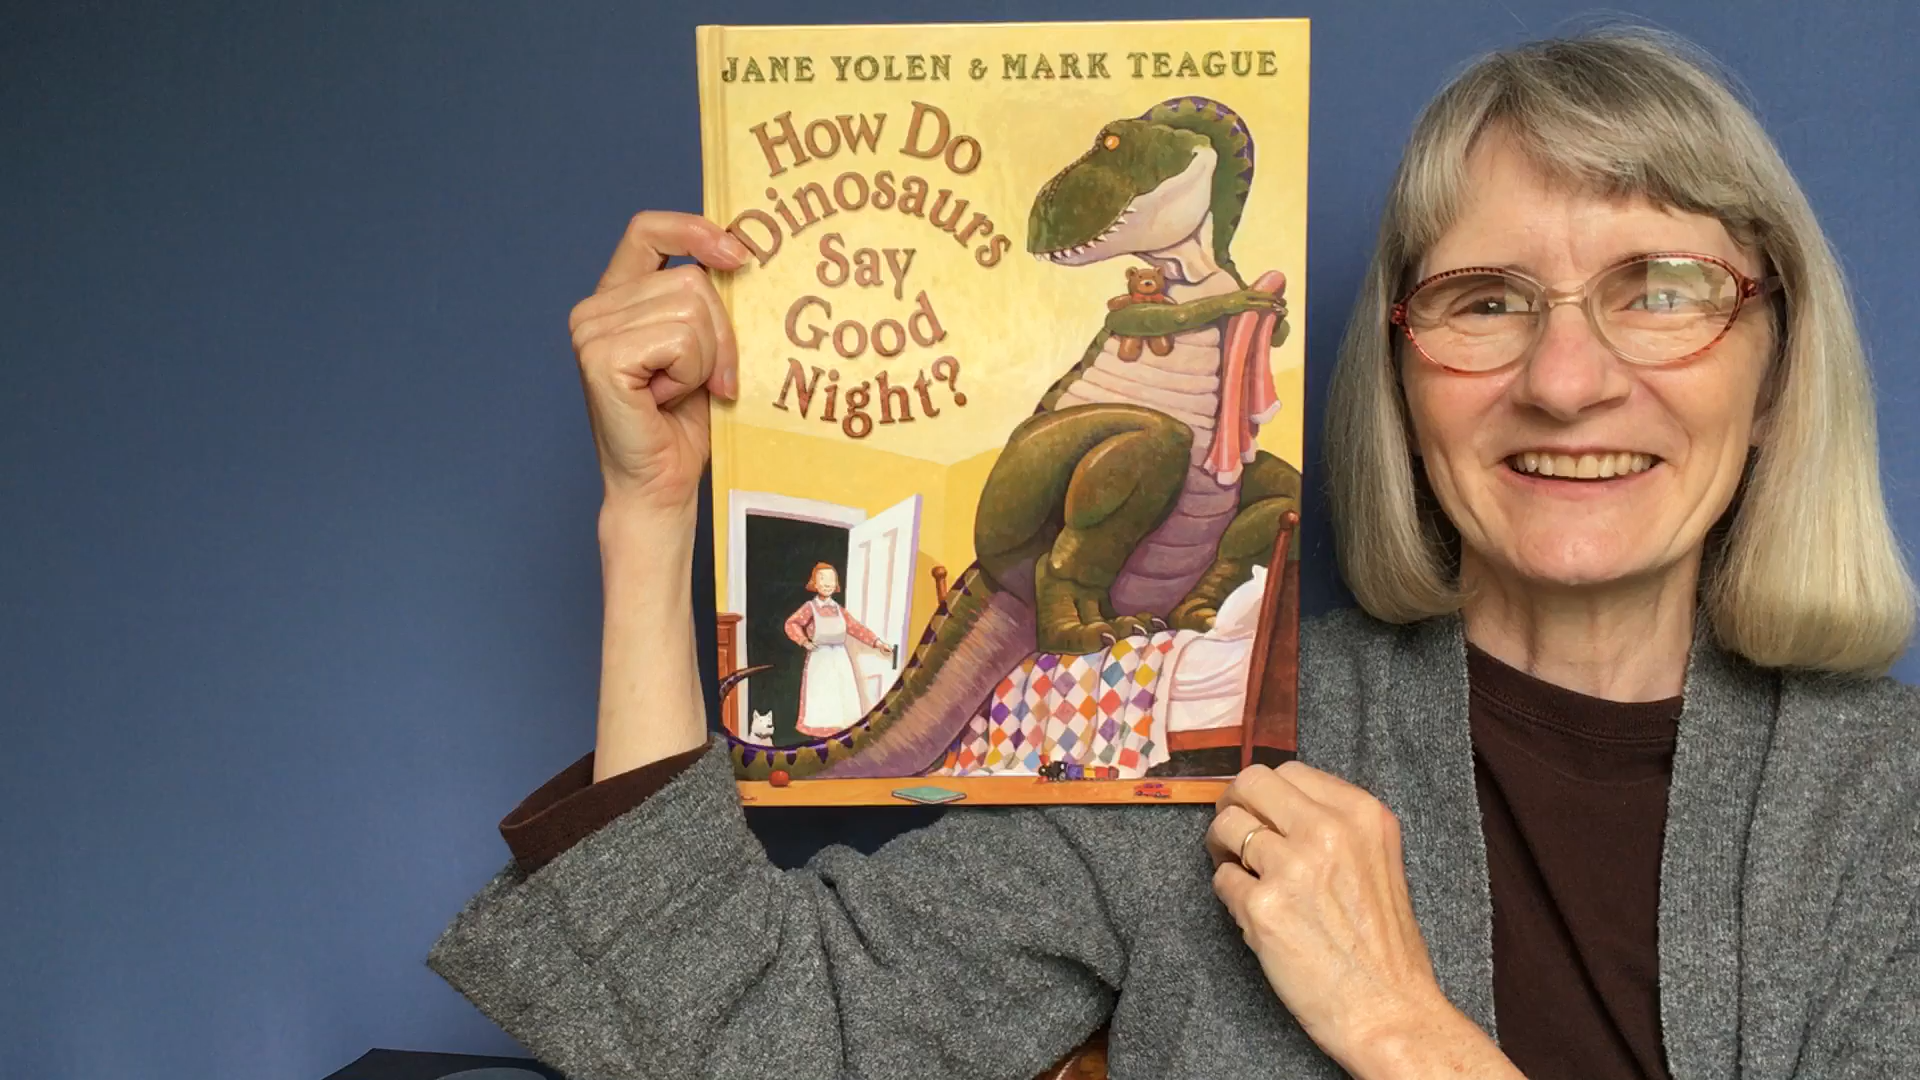 JANE YOLEN & MARK TEAGUE
How Do
Dinosaurs
Say
Good
Night?